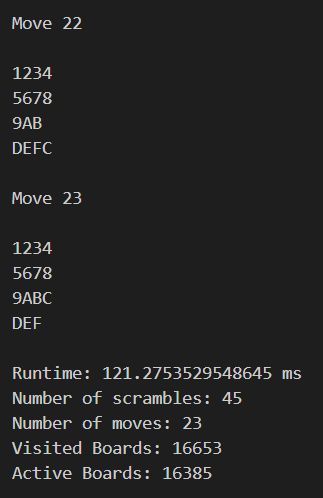 Move 22
1234
5678
9AB
DEFC
Move 23
1234
5678
9ABC
DEF
Runtime: 121.2753529548645 ms
Number of scrambles: 45
Number of moves: 23
Visited Boards: 16653
Active Boards: 16385